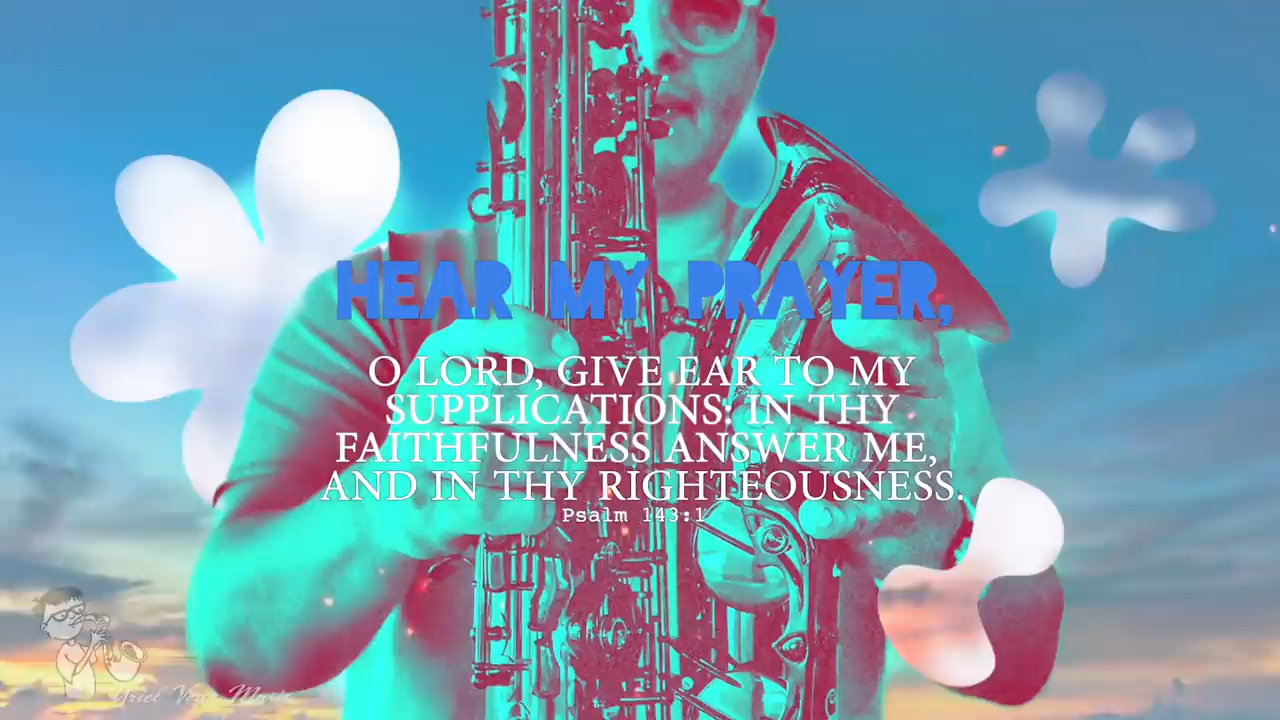 HEAR MY PRAYER,
O LORD, GIVE EAR TO MY
SUPPLICATIONS: IN THY
FAITHFULNESS ANSWER ME,
AND IN THY RIGHTEOUSNESS.
Psalm 143:1
Music